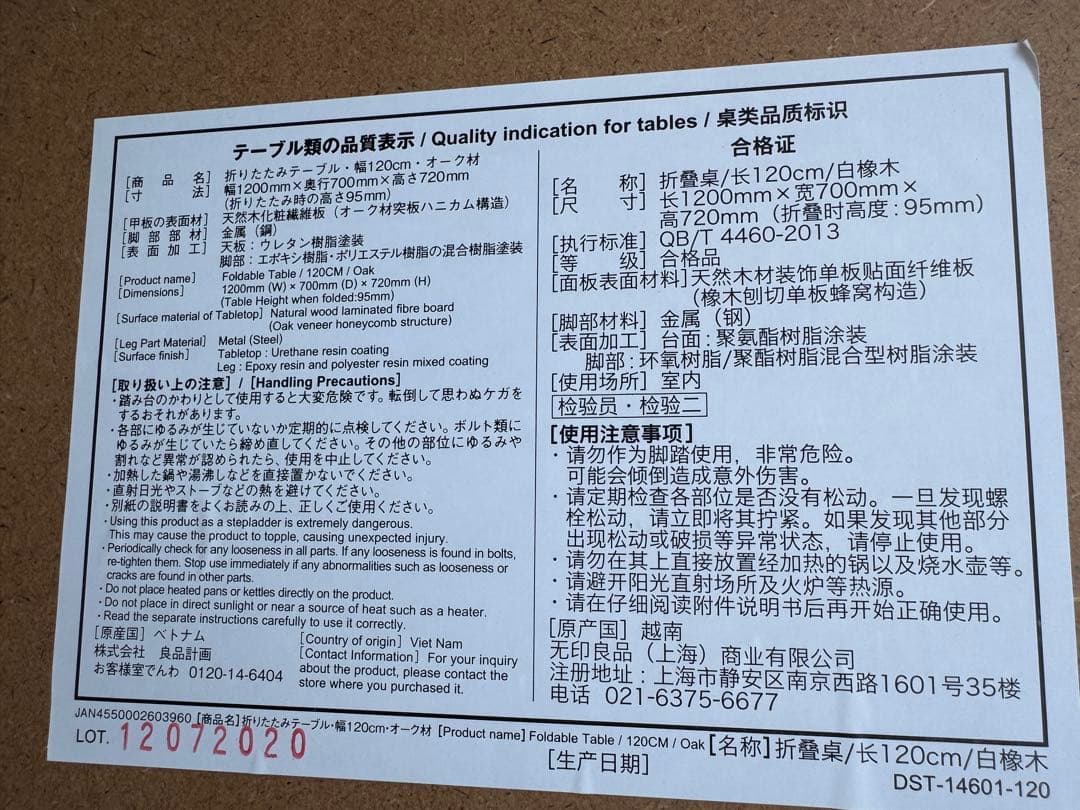 テーブル類の品質表示 / Quality indication for tables / 桌类品质标识
[商品名] 折りたたみテーブル・幅120cm・オーク材
[寸法] 幅1200mm×奥行700mm×高さ720mm
(折りたたみ時の高さ95mm)
[甲板の表面材] 天然木化粧繊維板（オーク材突板ハニカム構造）
[脚部部材] 金属（鋼）
[表面加工] 天板：ウレタン樹脂塗装
脚部：エポキシ樹脂・ポリエステル樹脂の混合樹脂塗装
[Product name] Foldable Table / 120CM / Oak
[Dimensions] 1200mm (W) × 700mm (D) × 720mm (H)
(Table Height when folded:95mm)
[Surface material of Tabletop] Natural wood laminated fibre board
(Oak veneer honeycomb structure)
[Leg Part Material] Metal (Steel)
[Surface finish] Tabletop : Urethane resin coating
Leg : Epoxy resin and polyester resin mixed coating
[取り扱い上の注意] / [Handling Precautions]
・踏み台のかわりとして使用すると大変危険です。転倒して思わぬケガを
するおそれがあります。
・各部にゆるみが生じていないか定期的に点検してください。ボルト類に
ゆるみが生じていたら締め直してください。その他の部位にゆるみや
割れなど異常が認められたら、使用を中止してください。
・加熱した鍋や湯沸しなどを直接置かないでください。
・直射日光やストーブなどの熱を避けてください。
・別紙の説明書をよくお読みの上、正しくご使用ください。
・Using this product as a stepladder is extremely dangerous.
This may cause the product to topple, causing unexpected injury.
・Periodically check for any looseness in all parts. If any looseness is found in bolts,
re-tighten them. Stop use immediately if any abnormalities such as looseness or
cracks are found in other parts.
・Do not place heated pans or kettles directly on the product.
・Do not place in direct sunlight or near a source of heat such as a heater.
・Read the separate instructions carefully to use it correctly.
[原産国] ベトナム
株式会社 良品計画
お客様室でんわ 0120-14-6404
[Country of origin] Viet Nam
[Contact Information] For your inquiry
about the product, please contact the
store where you purchased it.
合格证
[名称] 折叠桌/长120cm/白橡木
[尺寸] 长1200mm×宽700mm×
高720mm（折叠时高度：95mm）
[执行标准] QB/T 4460-2013
[等级] 合格品
[面板表面材料] 天然木材装饰单板贴面纤维板
（橡木刨切单板蜂窝构造）
[脚部材料] 金属（钢）
[表面加工] 台面：聚氨酯树脂涂装
脚部：环氧树脂/聚酯树脂混合型树脂涂装
[使用场所] 室内
检验员・检验二
[使用注意事项]
・请勿作为脚踏使用，非常危险。
可能会倾倒造成意外伤害。
・请定期检查各部位是否没有松动。一旦发现螺
栓松动，请立即将其拧紧。如果发现其他部分
出现松动或破损等异常状态，请停止使用。
・请勿在其上直接放置经加热的锅以及烧水壶等。
・请避开阳光直射场所及火炉等热源。
・请在仔细阅读附件说明书后再开始正确使用。
[原产国] 越南
无印良品（上海）商业有限公司
注册地址：上海市静安区南京西路1601号35楼
电话 021-6375-6677
JAN4550002603960 [商品名]折りたたみテーブル・幅120cm・オーク材 [Product name] Foldable Table / 120CM / Oak [名称]折叠桌/长120cm/白橡木
LOT. 12072020
[生产日期]
DST-14601-120